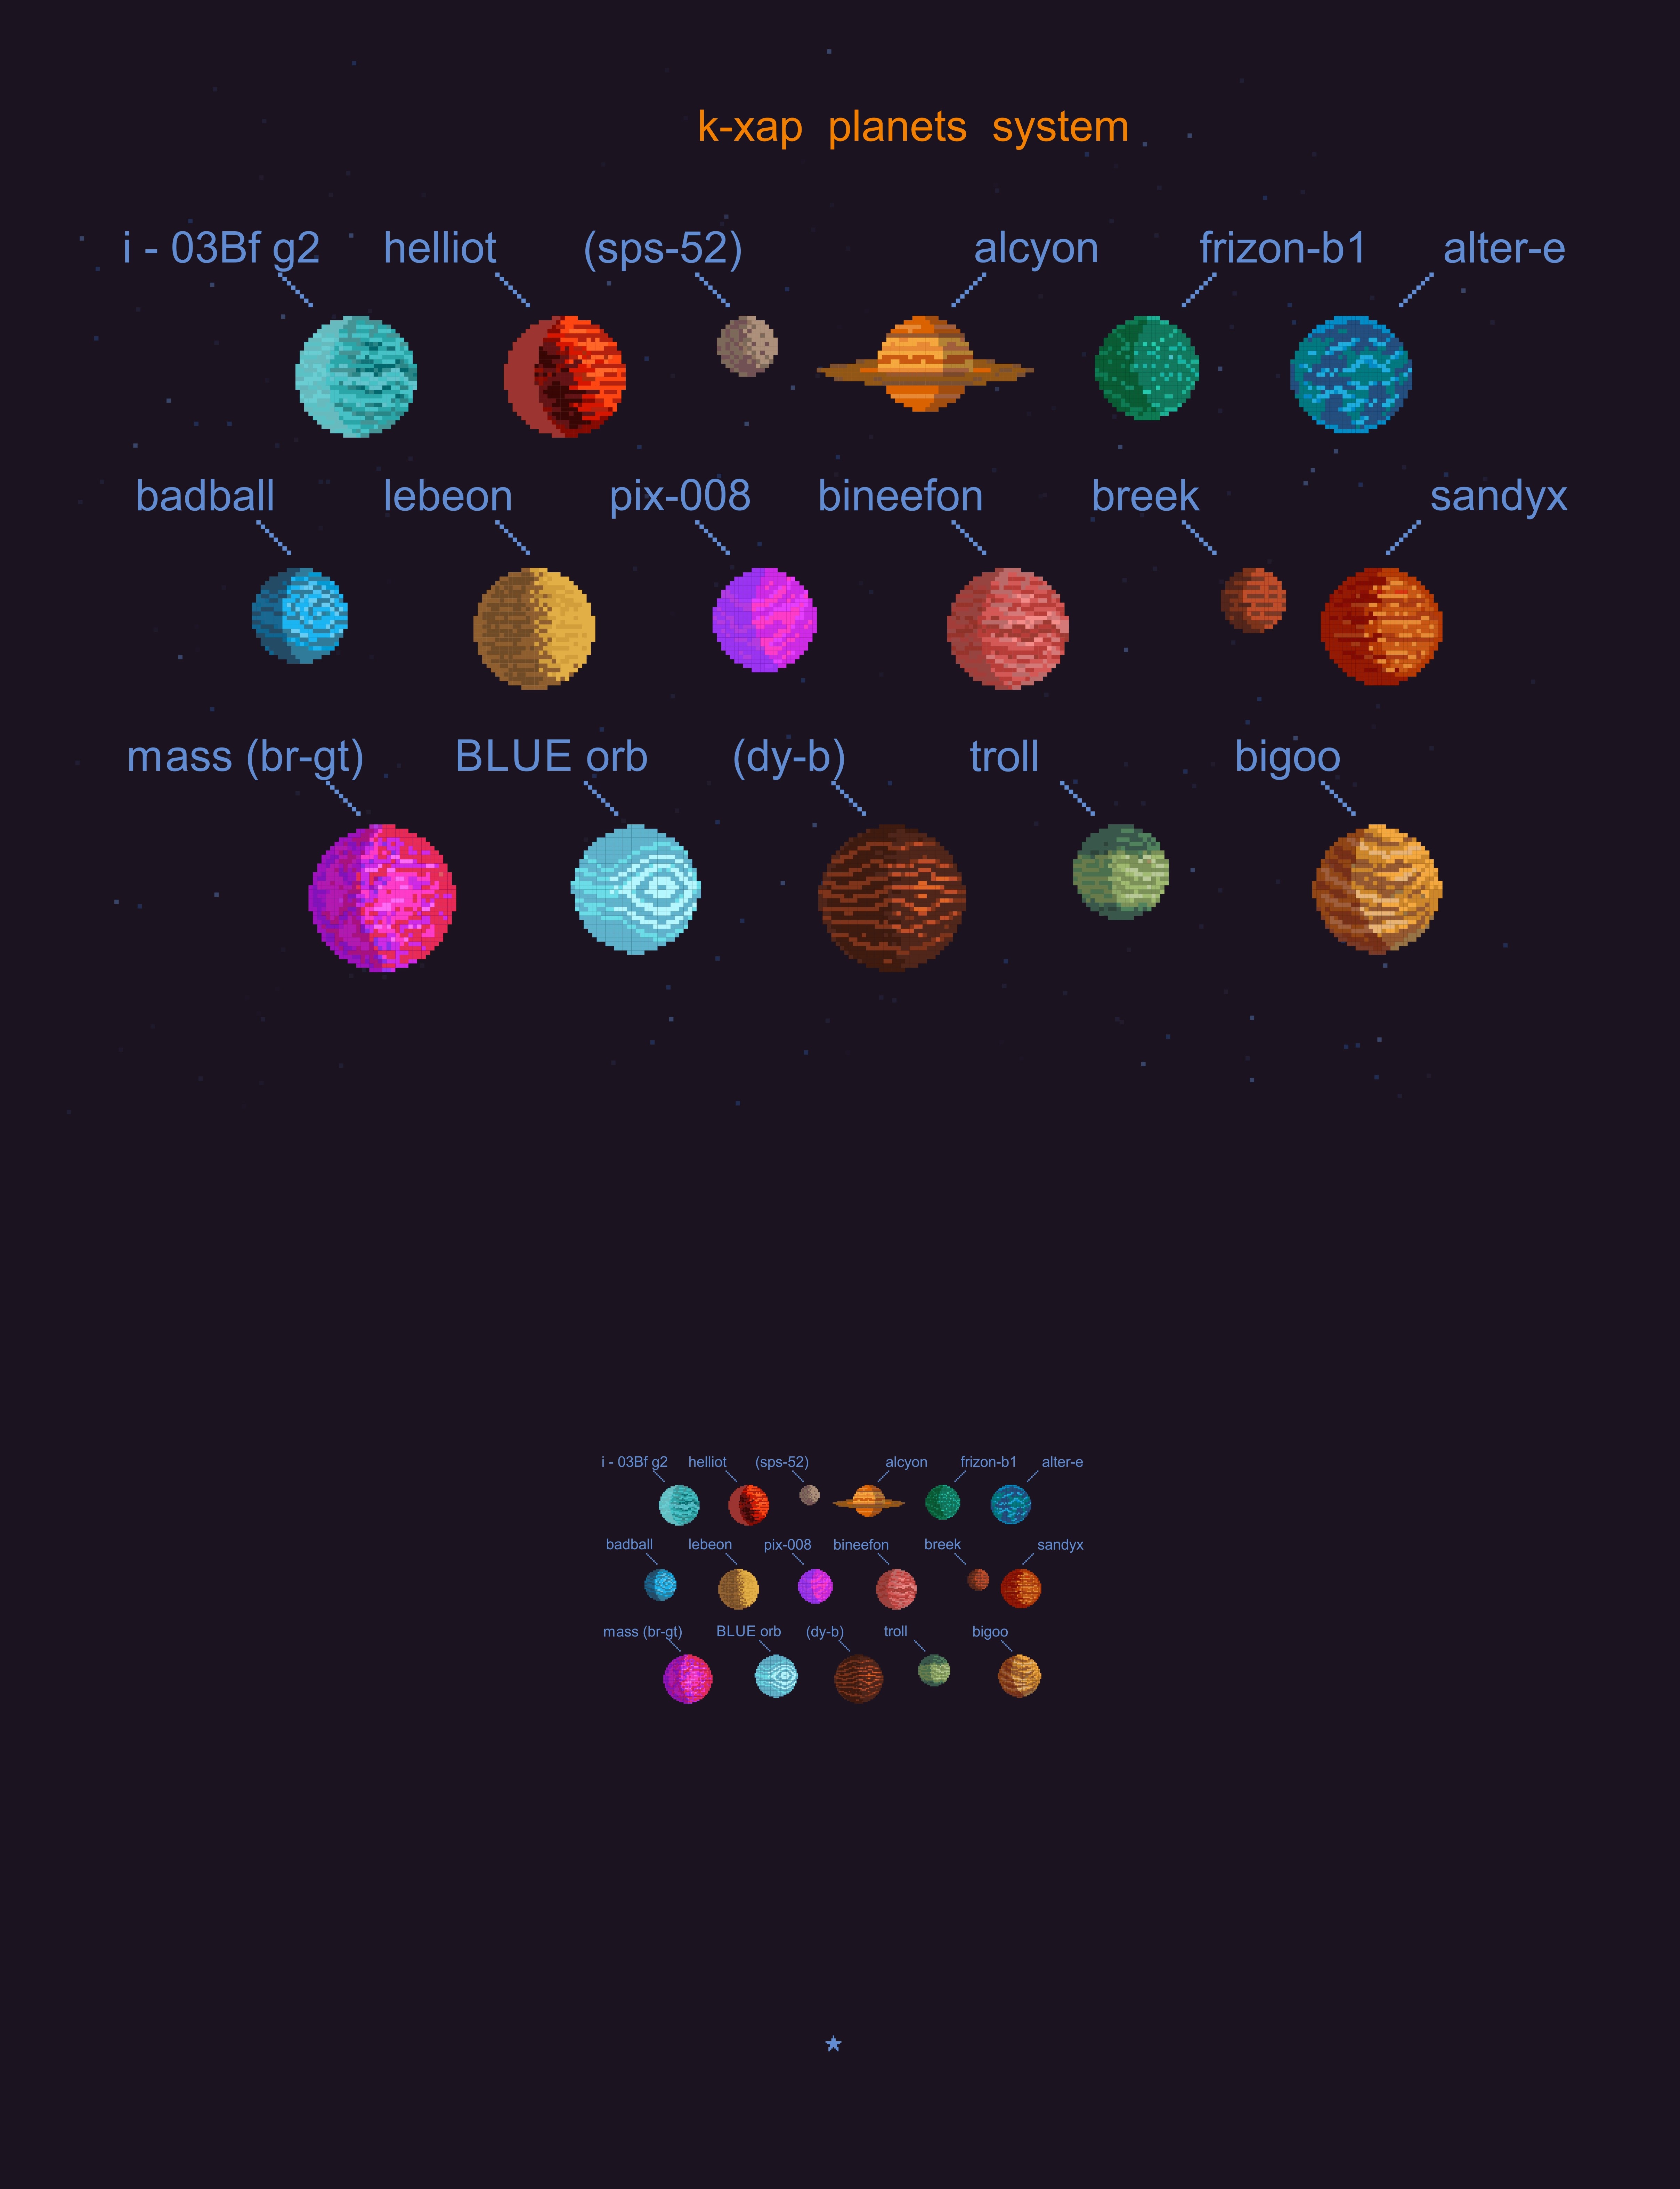 k-xap planets system
i - 03Bf g2 helliot (sps-52) alcyon frizon-b1 alter-e
badball lebeon pix-008 bineefon breek sandyx
mass (br-gt) BLUE orb (dy-b) troll bigoo
i - 03Bf g2 helliot (sps-52) alcyon frizon-b1 alter-e
badball lebeon pix-008 bineefon breek sandyx
mass (br-gt) BLUE orb (dy-b) troll bigoo